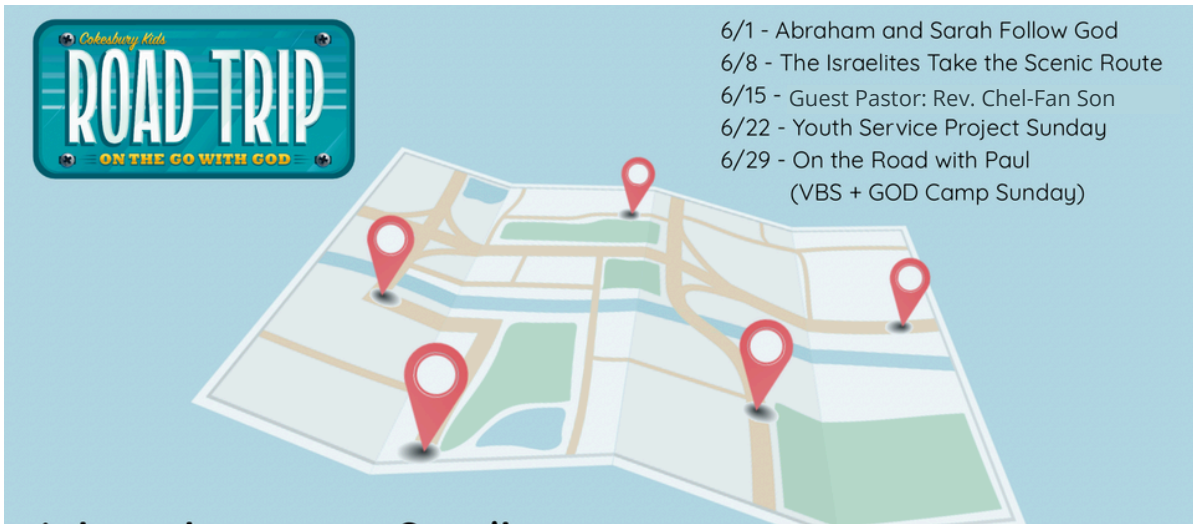 Cokesbury Kids
ROAD TRIP
ON THE GO WITH GOD
6/1 - Abraham and Sarah Follow God
6/8 - The Israelites Take the Scenic Route
6/15 - Guest Pastor: Rev. Chel-Fan Son
6/22 - Youth Service Project Sunday
6/29 - On the Road with Paul
(VBS + GOD Camp Sunday)